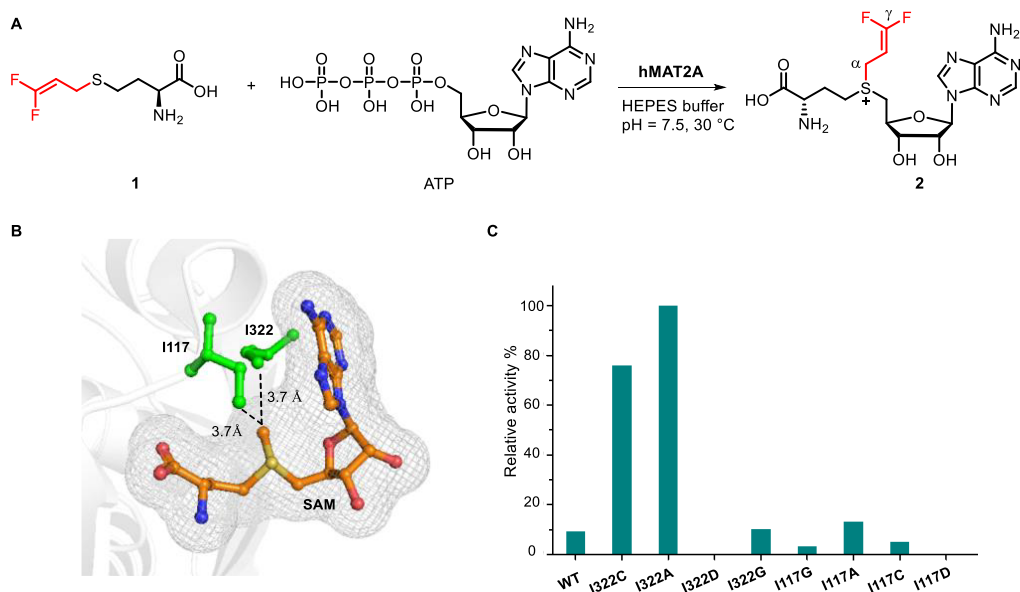 A
F
F
S
O
OH
NH2
1
+
HO P O P O P O
O O O
OH OH OH
O
OH OH
N
N
N
N
NH2
ATP
hMAT2A
HEPES buffer
pH = 7.5, 30 °C
F γ F
α
O
HO
NH2
S
+
O
OH OH
N
N
N
N
NH2
2
B
I322
I117
3.7 Å
3.7Å
SAM
C
Relative activity %
100
80
60
40
20
0
WT
I322C
I322A
I322D
I322G
I117G
I117A
I117C
I117D